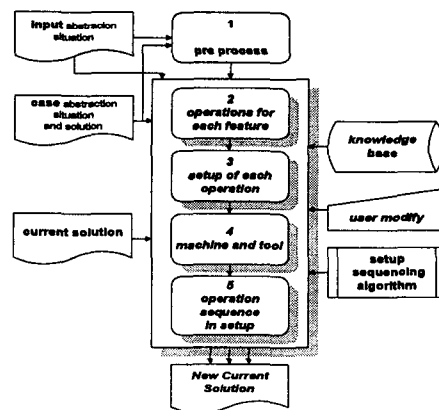 input abstracion
situation
1
pre process
case abstraction
situation
and solution
2
operations for
each feature
knowledge
base
3
setup of each
operation
user modify
current solution
4
machine and tool
setup
sequencing
algorithm
5
operation
sequence
in setup
New Current
Solution